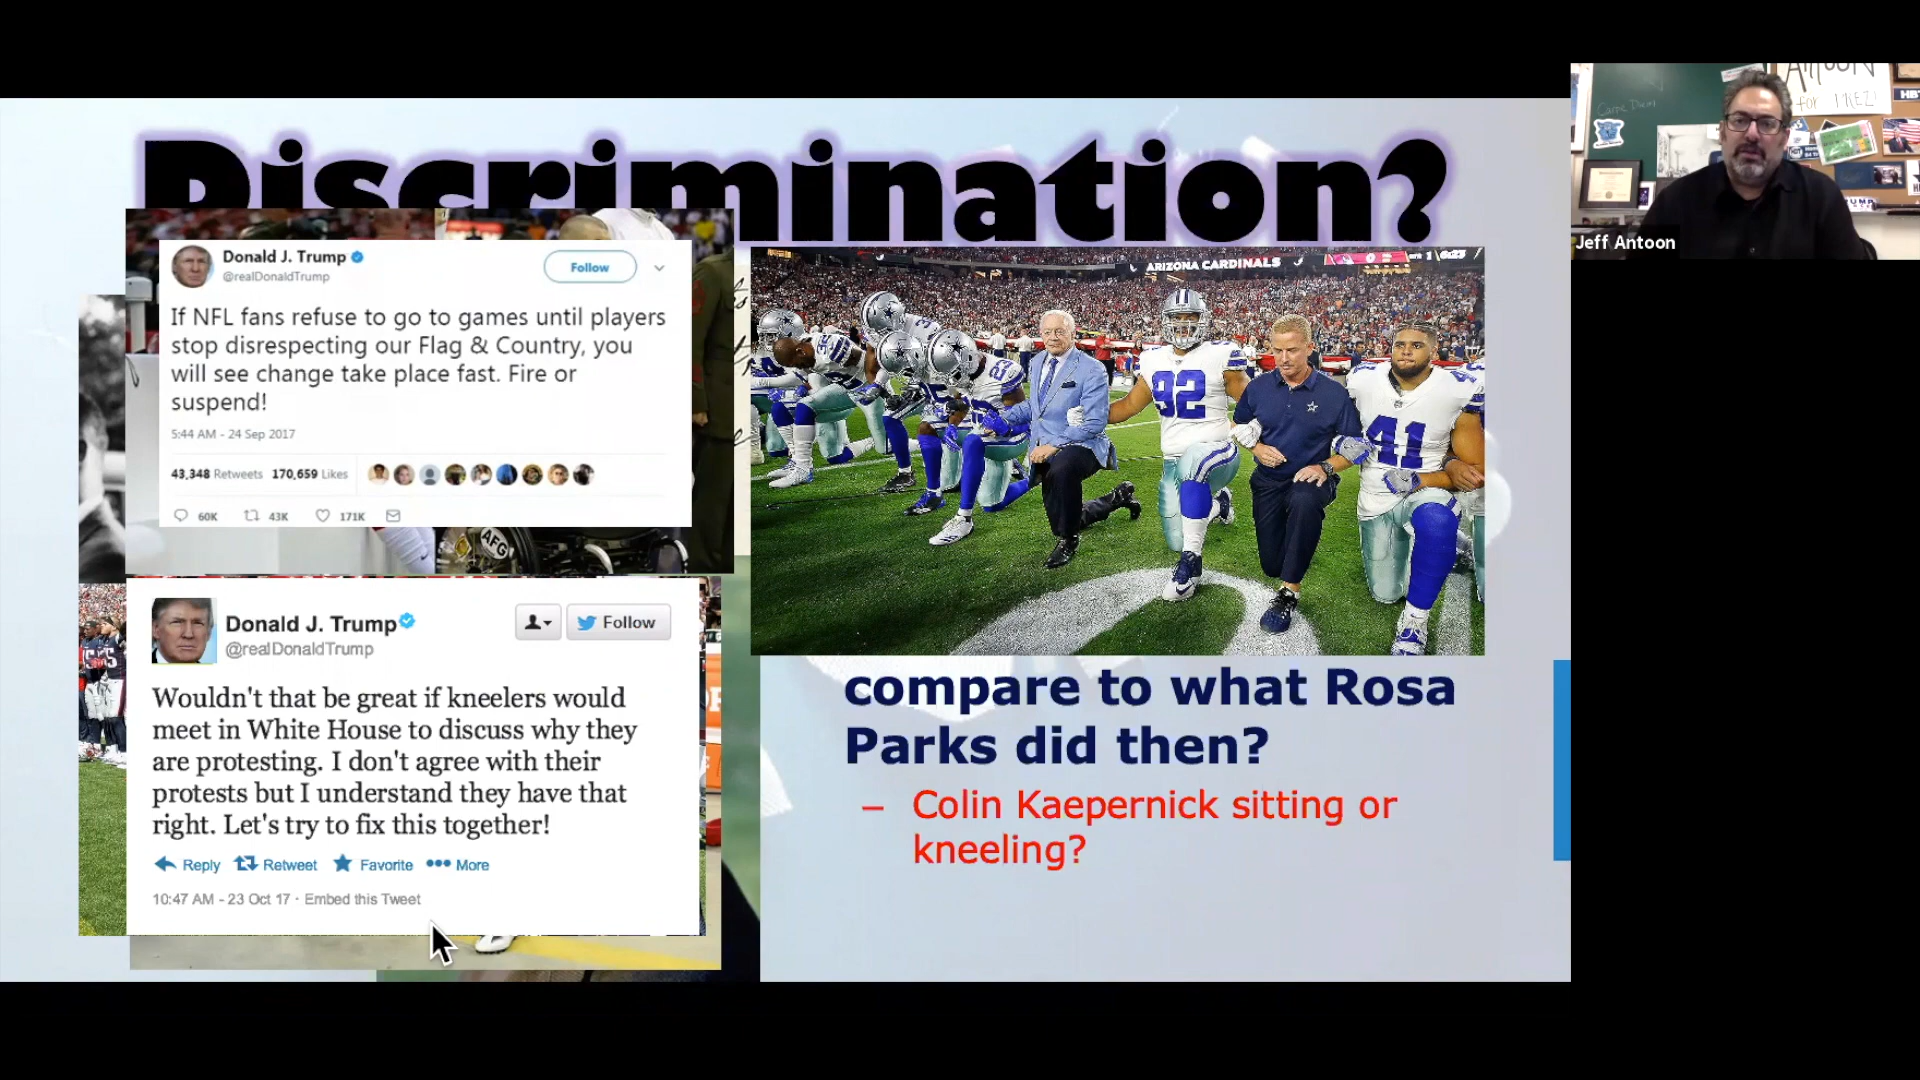 Discrimination?
Donald J. Trump
@realDonaldTrump
Follow
If NFL fans refuse to go to games until players
stop disrespecting our Flag & Country, you
will see change take place fast. Fire or
suspend!
5:44 AM - 24 Sep 2017
43,348 Retweets 170,659 Likes
60K 43K 171K
AFG
Donald J. Trump
@realDonaldTrump
Follow
Wouldn't that be great if kneelers would
meet in White House to discuss why they
are protesting. I don't agree with their
protests but I understand they have that
right. Let's try to fix this together!
Reply Retweet Favorite More
10:47 AM - 23 Oct 17 · Embed this Tweet
ARIZONA CARDINALS
92
41
compare to what Rosa
Parks did then?
– Colin Kaepernick sitting or
kneeling?
Carpe Diem
ANTOON
for PREZ!
Jeff Antoon